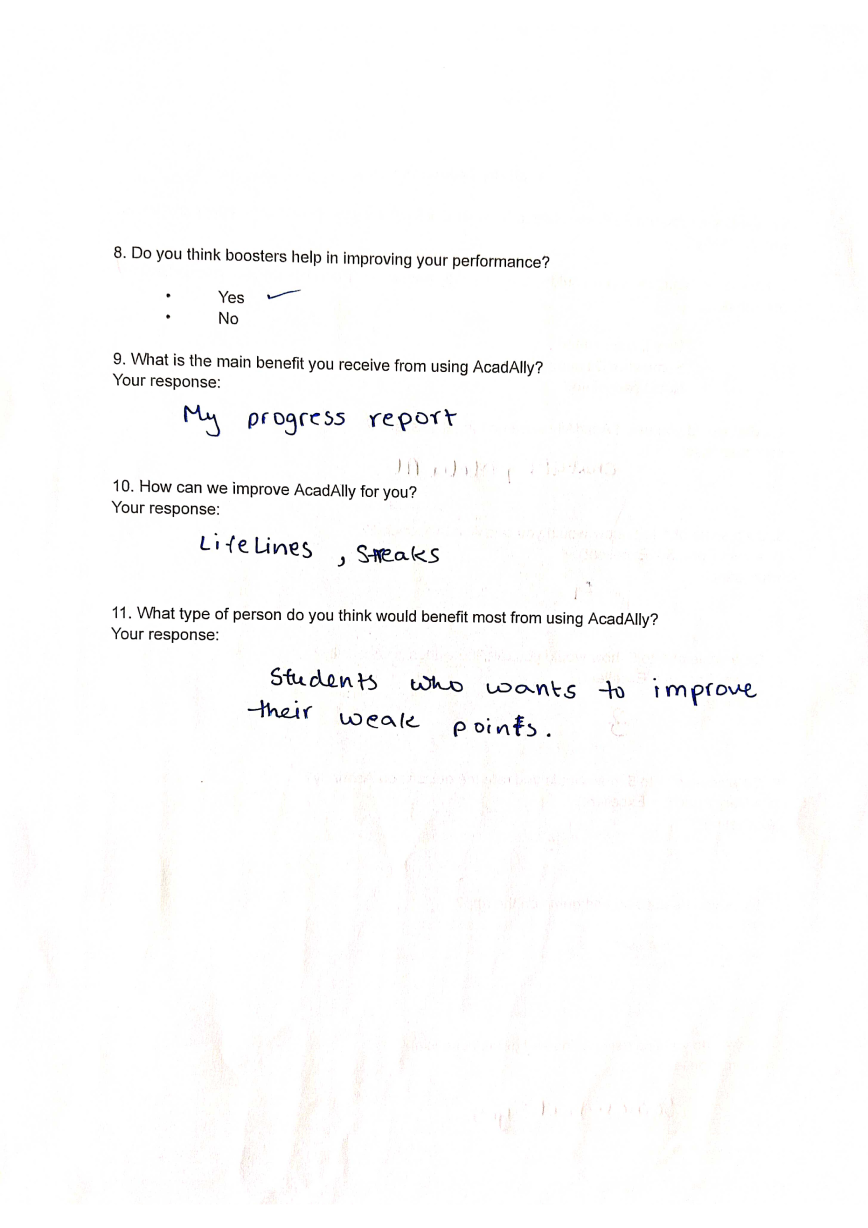 8. Do you think boosters help in improving your performance?
• Yes ✓
• No
9. What is the main benefit you receive from using AcadAlly?
Your response:
My progress report
10. How can we improve AcadAlly for you?
Your response:
LifeLines , Streaks
11. What type of person do you think would benefit most from using AcadAlly?
Your response:
Students who wants to improve
their weak points.